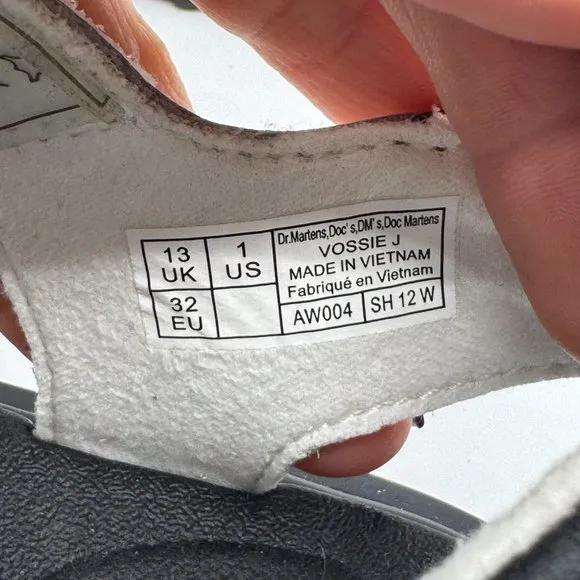 13 UK
1 US
32 EU
Dr.Martens,Doc's,DM's,Doc Martens
VOSSIE J
MADE IN VIETNAM
Fabriqué en Vietnam
AW004
SH 12 W